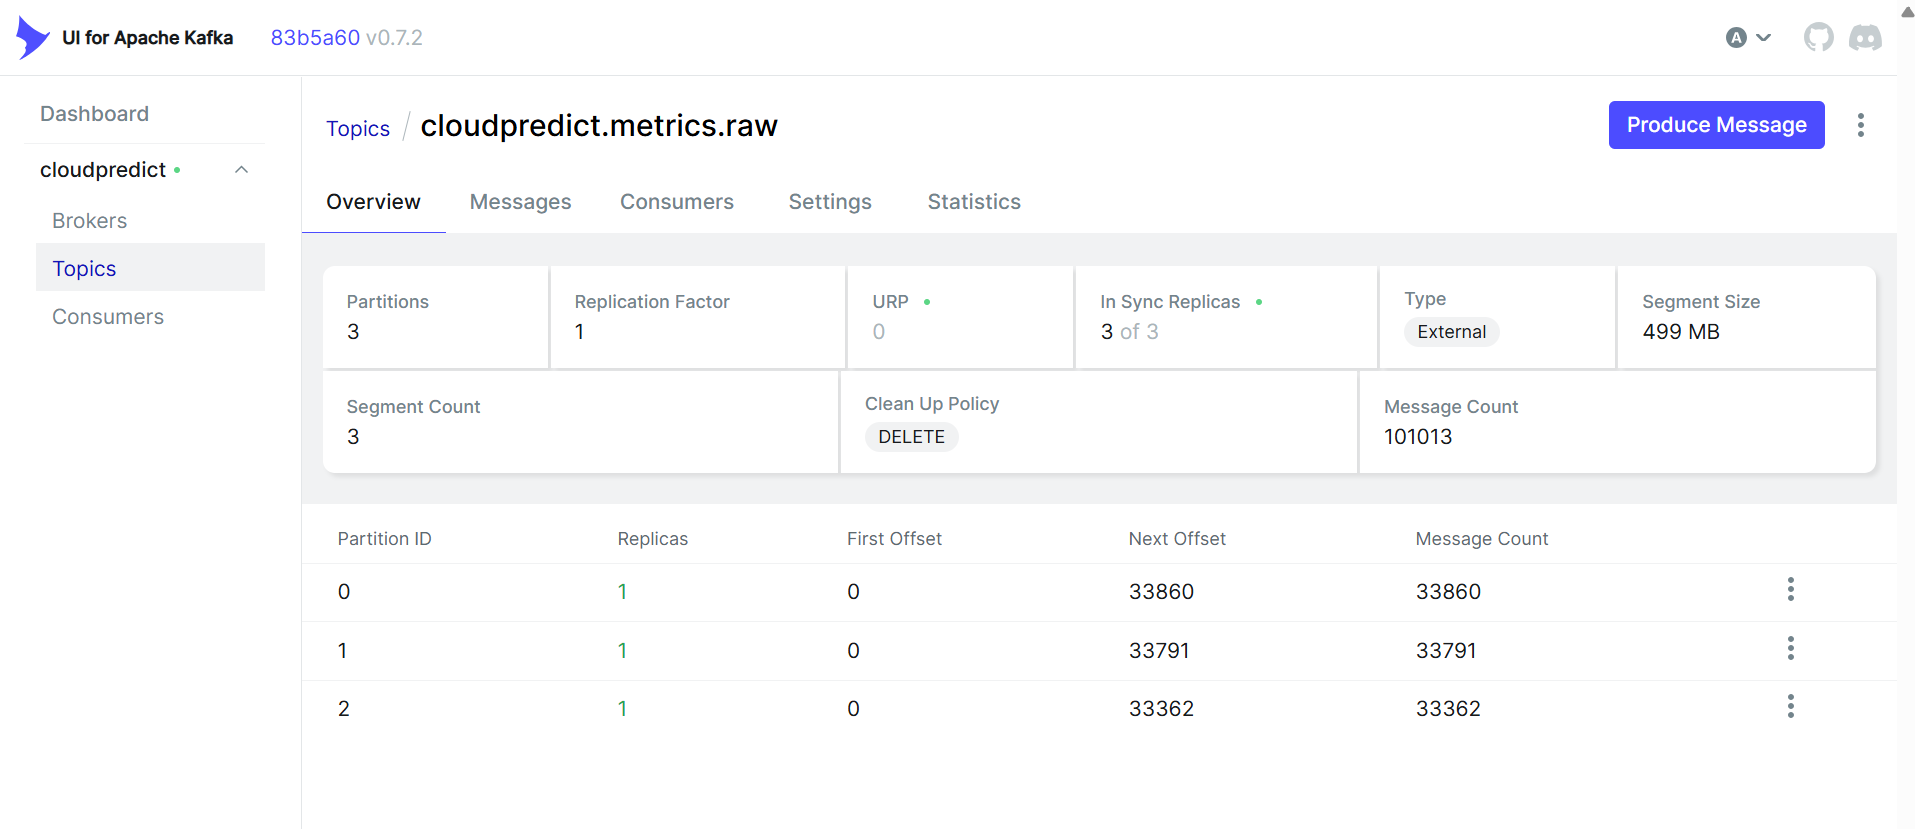 UI for Apache Kafka 83b5a60 v0.7.2 A
Dashboard
cloudpredict
Brokers
Topics
Consumers
Topics / cloudpredict.metrics.raw
Produce Message
Overview Messages Consumers Settings Statistics
Partitions
3
Replication Factor
1
URP
0
In Sync Replicas
3 of 3
Type
External
Segment Size
499 MB
Segment Count
3
Clean Up Policy
DELETE
Message Count
101013
Partition ID Replicas First Offset Next Offset Message Count
0 1 0 33860 33860
1 1 0 33791 33791
2 1 0 33362 33362